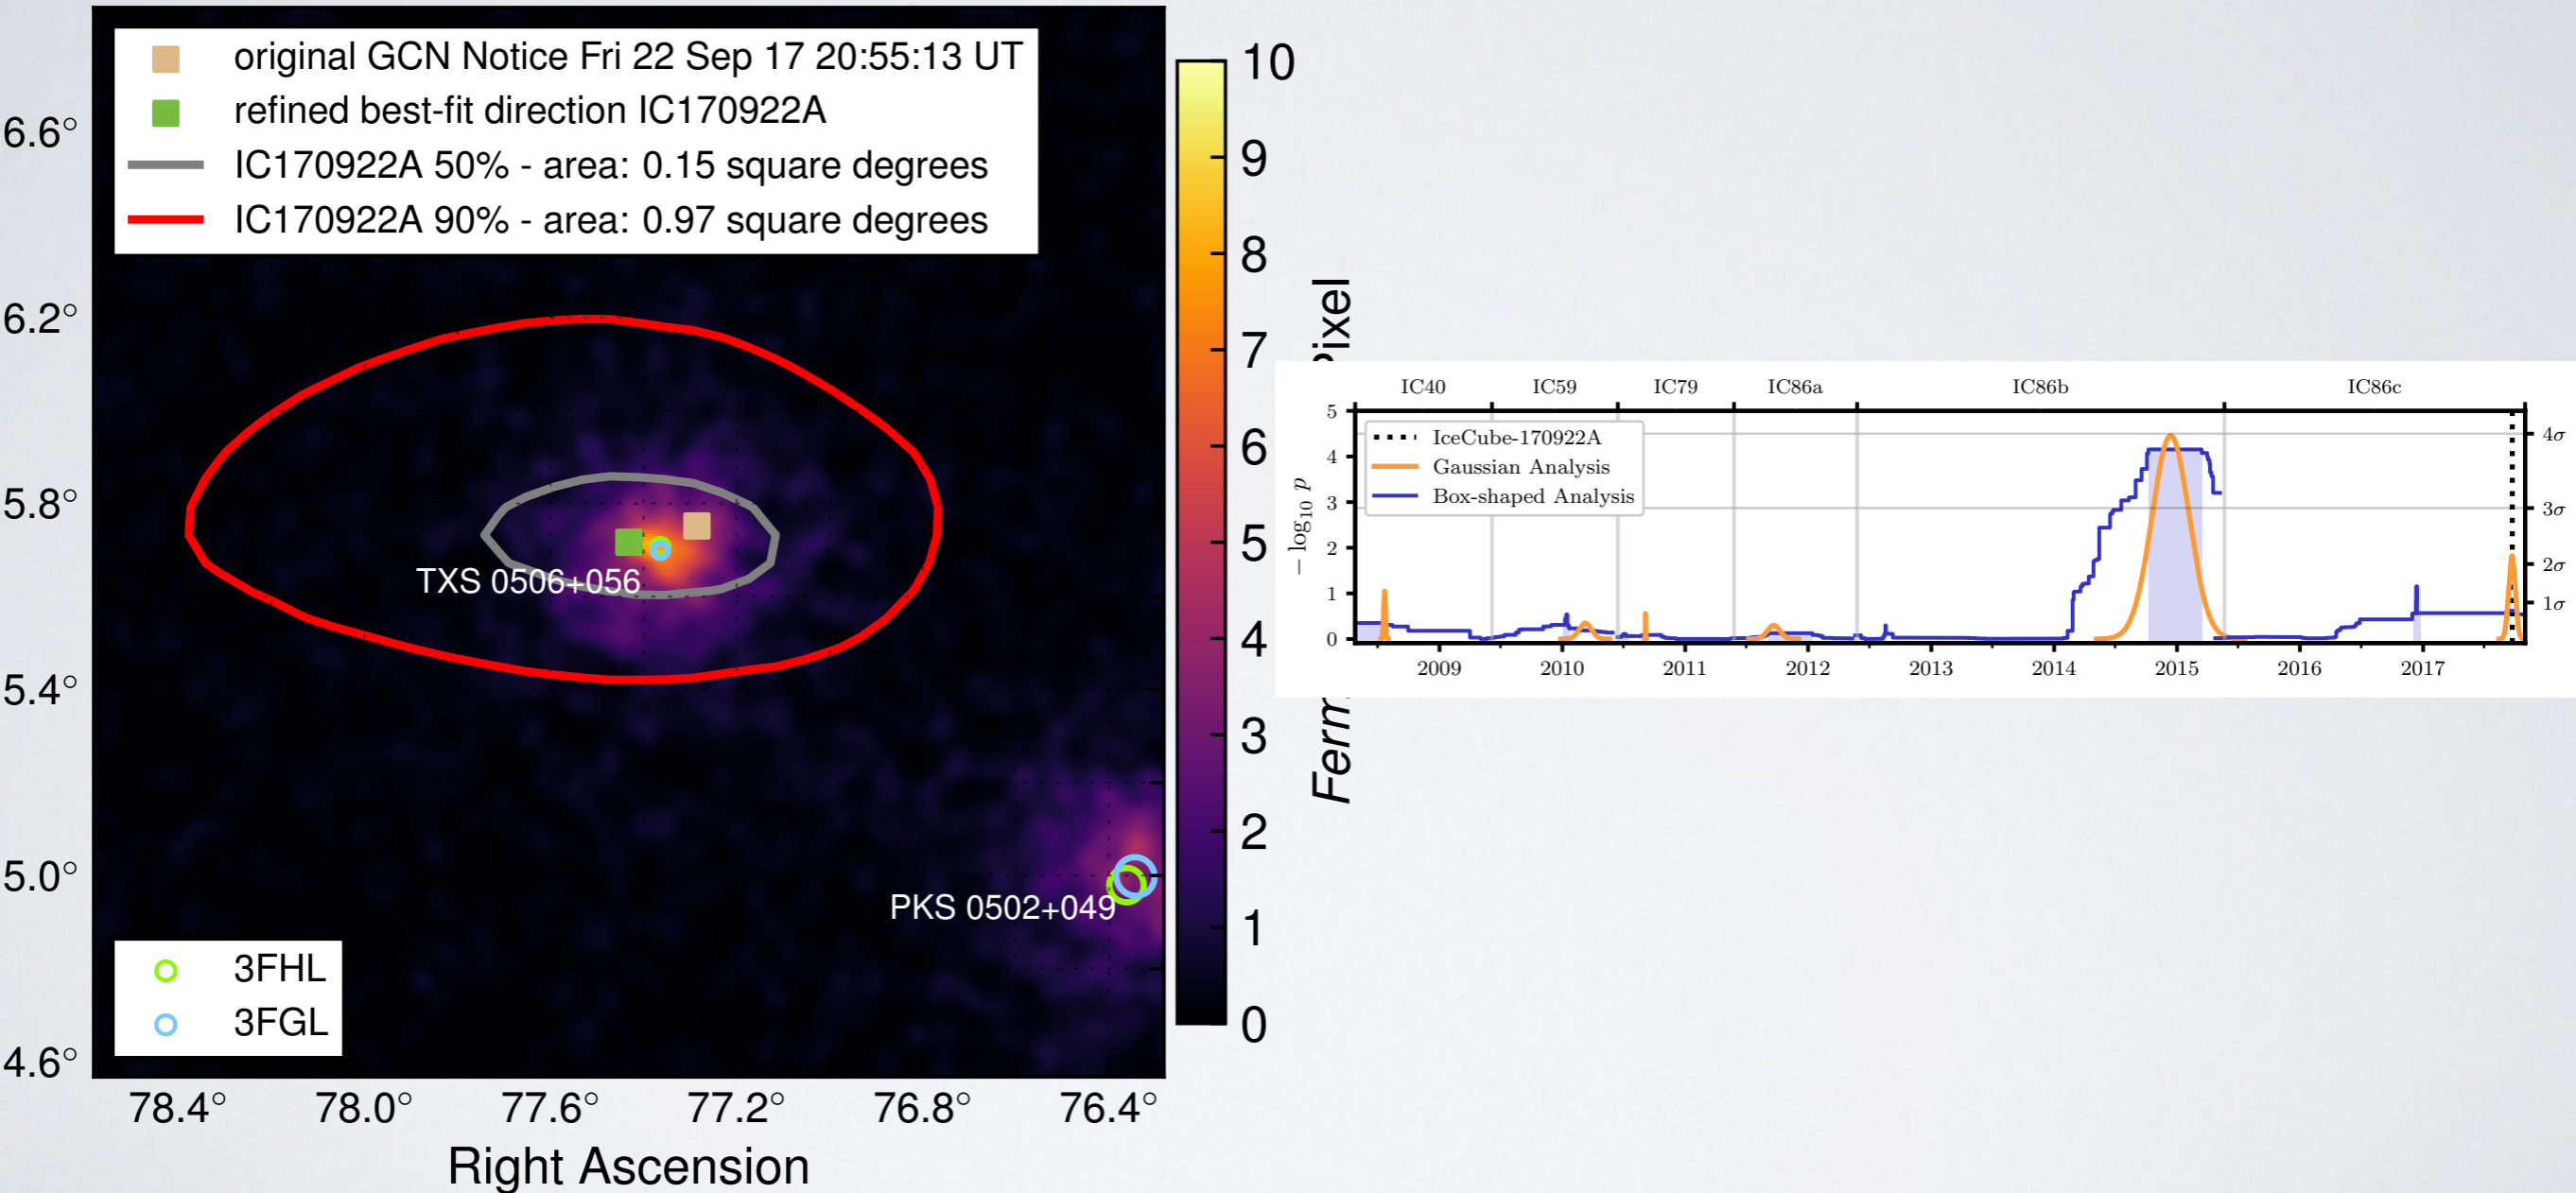 original GCN Notice Fri 22 Sep 17 20:55:13 UT
refined best-fit direction IC170922A
IC170922A 50% - area: 0.15 square degrees
IC170922A 90% - area: 0.97 square degrees
6.6°
6.2°
5.8°
5.4°
5.0°
4.6°
TXS 0506+056
PKS 0502+049
3FHL
3FGL
78.4°
78.0°
77.6°
77.2°
76.8°
76.4°
Right Ascension
10
9
8
7
6
5
4
3
2
1
0
IC40
IC59
IC79
IC86a
IC86b
IC86c
IceCube-170922A
Gaussian Analysis
Box-shaped Analysis
− log₁₀ p
5
4
3
2
1
0
4σ
3σ
2σ
1σ
2009
2010
2011
2012
2013
2014
2015
2016
2017